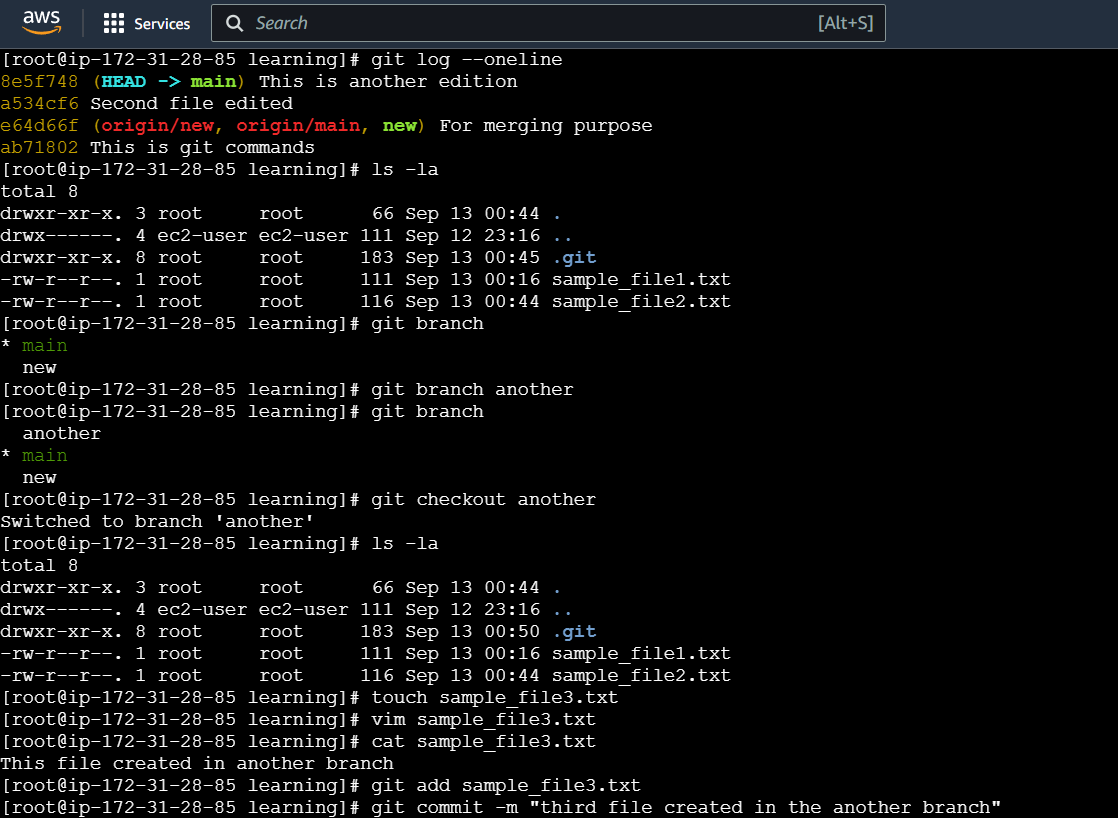 aws Services Search [Alt+S]
[root@ip-172-31-28-85 learning]# git log --oneline
8e5f748 (HEAD -> main) This is another edition
a534cf6 Second file edited
e64d66f (origin/new, origin/main, new) For merging purpose
ab71802 This is git commands
[root@ip-172-31-28-85 learning]# ls -la
total 8
drwxr-xr-x. 3 root     root      66 Sep 13 00:44 .
drwx------. 4 ec2-user ec2-user 111 Sep 12 23:16 ..
drwxr-xr-x. 8 root     root     183 Sep 13 00:45 .git
-rw-r--r--. 1 root     root     111 Sep 13 00:16 sample_file1.txt
-rw-r--r--. 1 root     root     116 Sep 13 00:44 sample_file2.txt
[root@ip-172-31-28-85 learning]# git branch
* main
  new
[root@ip-172-31-28-85 learning]# git branch another
[root@ip-172-31-28-85 learning]# git branch
  another
* main
  new
[root@ip-172-31-28-85 learning]# git checkout another
Switched to branch 'another'
[root@ip-172-31-28-85 learning]# ls -la
total 8
drwxr-xr-x. 3 root     root      66 Sep 13 00:44 .
drwx------. 4 ec2-user ec2-user 111 Sep 12 23:16 ..
drwxr-xr-x. 8 root     root     183 Sep 13 00:50 .git
-rw-r--r--. 1 root     root     111 Sep 13 00:16 sample_file1.txt
-rw-r--r--. 1 root     root     116 Sep 13 00:44 sample_file2.txt
[root@ip-172-31-28-85 learning]# touch sample_file3.txt
[root@ip-172-31-28-85 learning]# vim sample_file3.txt
[root@ip-172-31-28-85 learning]# cat sample_file3.txt
This file created in another branch
[root@ip-172-31-28-85 learning]# git add sample_file3.txt
[root@ip-172-31-28-85 learning]# git commit -m "third file created in the another branch"